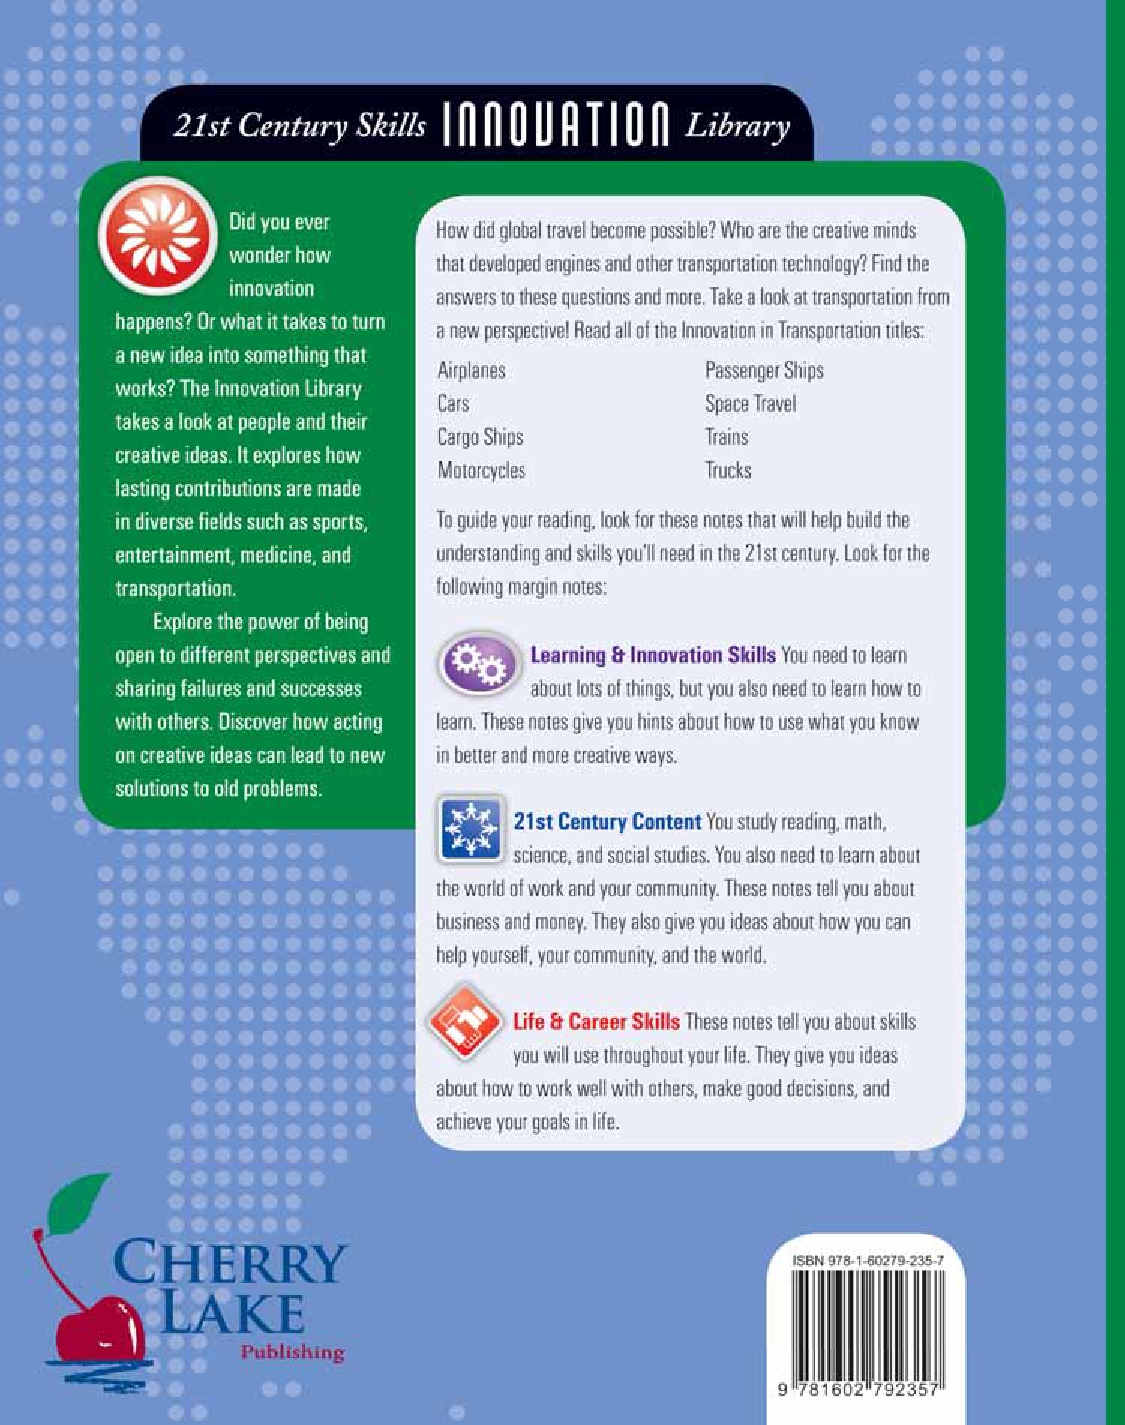 21st Century Skills INNOVATION Library
Did you ever
wonder how
innovation
happens? Or what it takes to turn
a new idea into something that
works? The Innovation Library
takes a look at people and their
creative ideas. It explores how
lasting contributions are made
in diverse fields such as sports,
entertainment, medicine, and
transportation.
Explore the power of being
open to different perspectives and
sharing failures and successes
with others. Discover how acting
on creative ideas can lead to new
solutions to old problems.
How did global travel become possible? Who are the creative minds
that developed engines and other transportation technology? Find the
answers to these questions and more. Take a look at transportation from
a new perspective! Read all of the Innovation in Transportation titles:
Airplanes
Cars
Cargo Ships
Motorcycles
Passenger Ships
Space Travel
Trains
Trucks
To guide your reading, look for these notes that will help build the
understanding and skills you'll need in the 21st century. Look for the
following margin notes:
Learning & Innovation Skills You need to learn
about lots of things, but you also need to learn how to
learn. These notes give you hints about how to use what you know
in better and more creative ways.
21st Century Content You study reading, math,
science, and social studies. You also need to learn about
the world of work and your community. These notes tell you about
business and money. They also give you ideas about how you can
help yourself, your community, and the world.
Life & Career Skills These notes tell you about skills
you will use throughout your life. They give you ideas
about how to work well with others, make good decisions, and
achieve your goals in life.
CHERRY
LAKE
Publishing
ISBN 978-1-60279-235-7
9 781602 792357